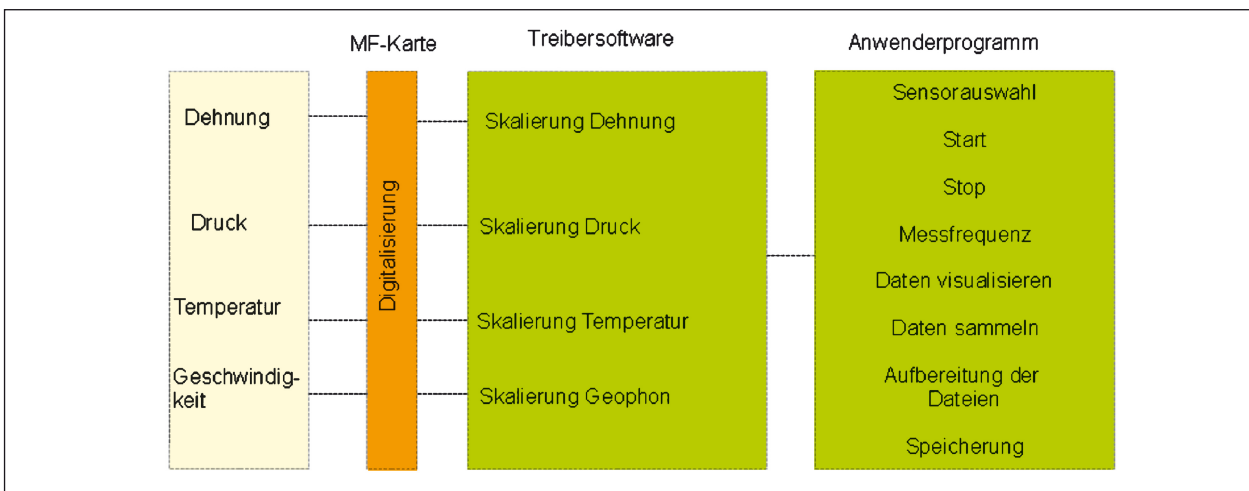 MF-Karte
Treibersoftware
Anwenderprogramm
Dehnung
Druck
Temperatur
Geschwindig-
keit
Digitalisierung
Skalierung Dehnung
Skalierung Druck
Skalierung Temperatur
Skalierung Geophon
Sensorauswahl
Start
Stop
Messfrequenz
Daten visualisieren
Daten sammeln
Aufbereitung der
Dateien
Speicherung